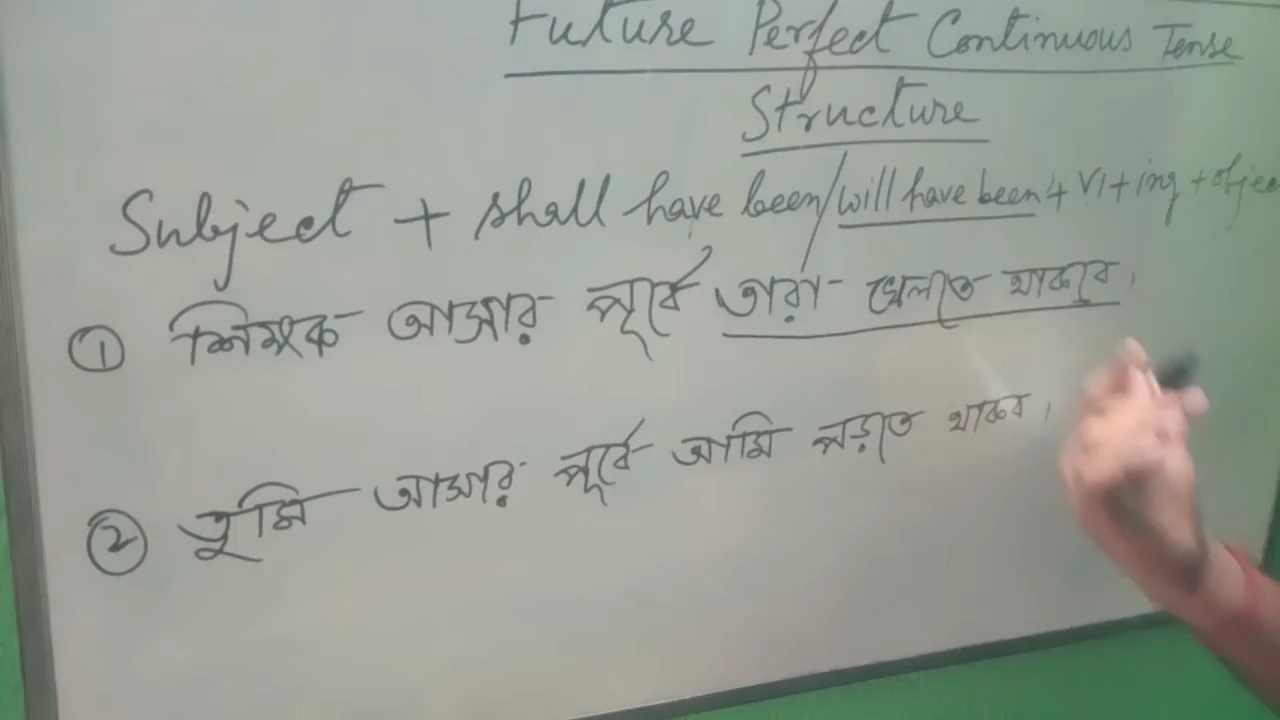 Future Perfect Continuous Tense
Structure
Subject + shall have been/will have been + V1 + ing + objec
① শিক্ষক আসার পূর্বে তারা খেলতে থাকবে।
② তুমি আসার পূর্বে আমি পড়তে থাকব।